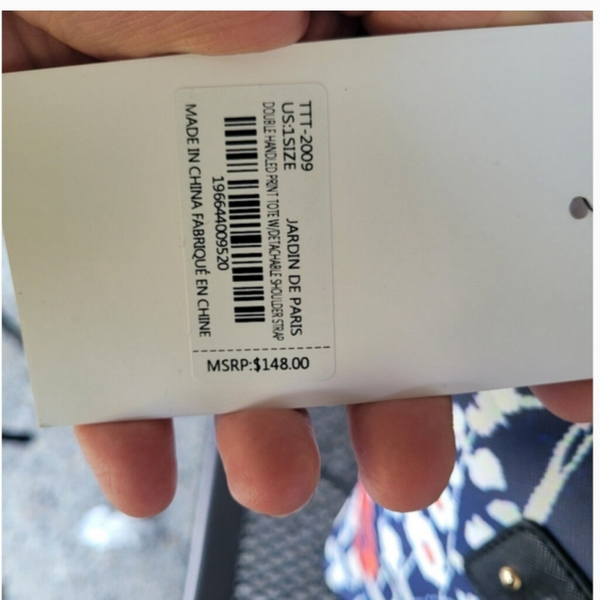 TTT-2009 JARDIN DE PARIS
US:1SIZE
DOUBLE HANDLED PRINT TOTE W/DETACHABLE SHOULDER STRAP
196644009520
MADE IN CHINA FABRIQUÉ EN CHINE
MSRP:$148.00